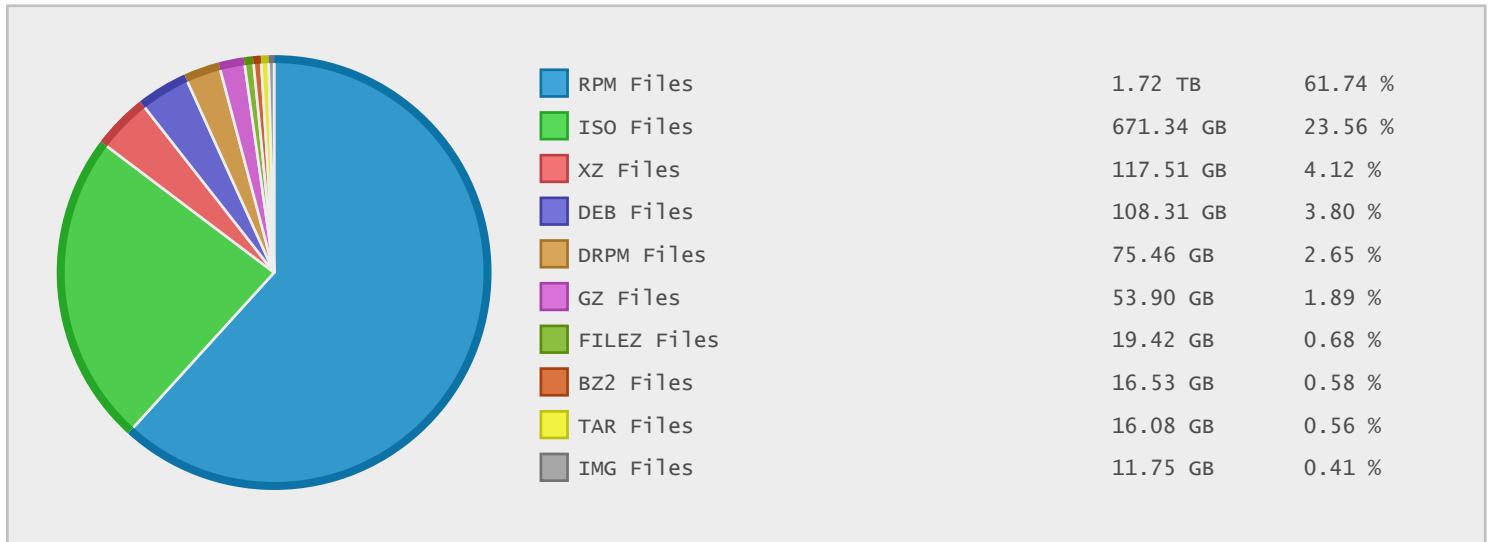 RPM Files 1.72 TB 61.74 %
ISO Files 671.34 GB 23.56 %
XZ Files 117.51 GB 4.12 %
DEB Files 108.31 GB 3.80 %
DRPM Files 75.46 GB 2.65 %
GZ Files 53.90 GB 1.89 %
FILEZ Files 19.42 GB 0.68 %
BZ2 Files 16.53 GB 0.58 %
TAR Files 16.08 GB 0.56 %
IMG Files 11.75 GB 0.41 %